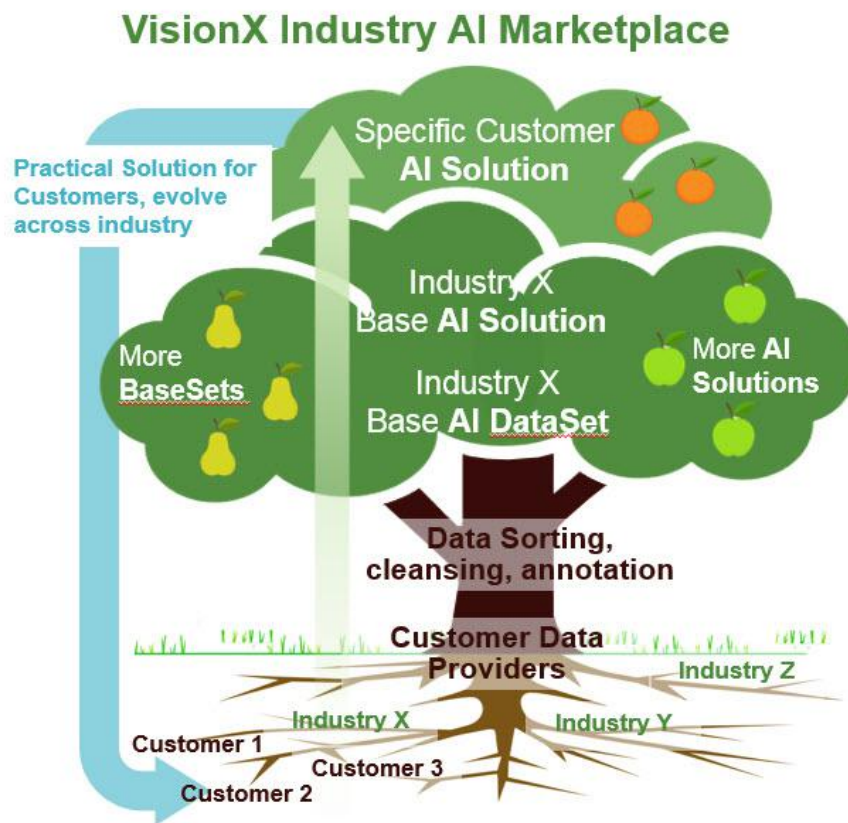 VisionX Industry AI Marketplace
Specific Customer
AI Solution
Practical Solution for
Customers, evolve
across industry
Industry X
Base AI Solution
More
BaseSets
More AI
Solutions
Industry X
Base AI DataSet
Data Sorting,
cleansing, annotation
Customer Data
Providers
Industry Z
Industry X
Industry Y
Customer 1
Customer 3
Customer 2